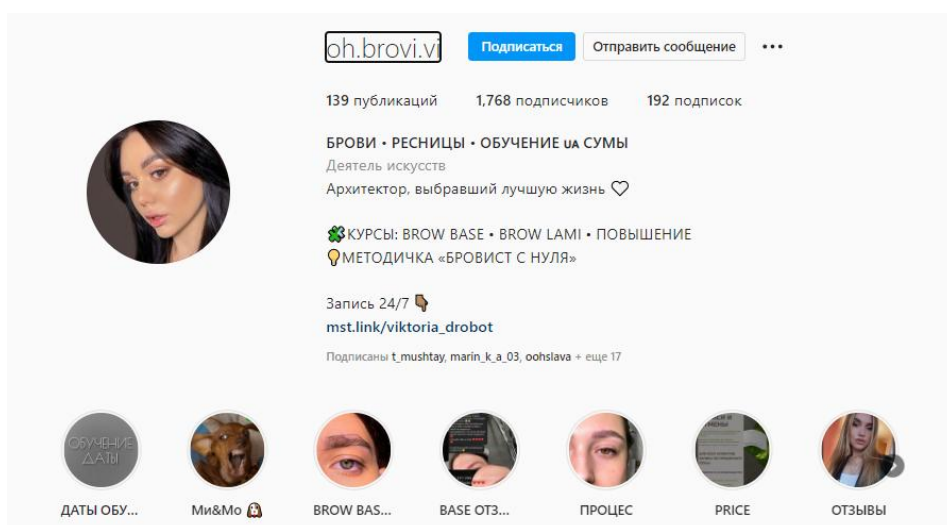 oh.brovi.vi Подписаться Отправить сообщение •••
139 публикаций 1,768 подписчиков 192 подписок
БРОВИ • РЕСНИЦЫ • ОБУЧЕНИЕ UA СУМЫ
Деятель искусств
Архитектор, выбравший лучшую жизнь ♡
КУРСЫ: BROW BASE • BROW LAMI • ПОВЫШЕНИЕ
МЕТОДИЧКА «БРОВИСТ С НУЛЯ»
Запись 24/7
mst.link/viktoria_drobot
Подписаны t_mushtay, marin_k_a_03, oohslava + еще 17
ОБУЧЕНИЕ
ДАТЫ
ДАТЫ ОБУ... Ми&Мо BROW BAS... BASE ОТЗ... ПРОЦЕС PRICE ОТЗЫВЫ